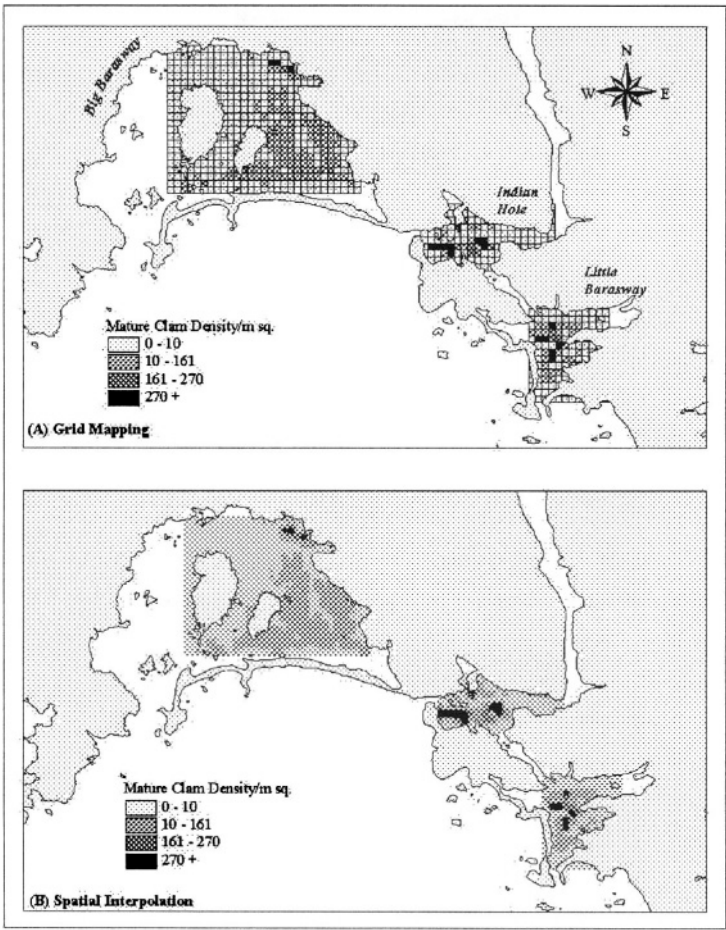 Big Barasway
N
W E
S
Indian
Hole
Little
Barasway
Mature Clam Density/m sq.
0 - 10
10 - 161
161 - 270
270 +
(A) Grid Mapping
Mature Clam Density/m sq.
0 - 10
10 - 161
161 - 270
270 +
(B) Spatial Interpolation